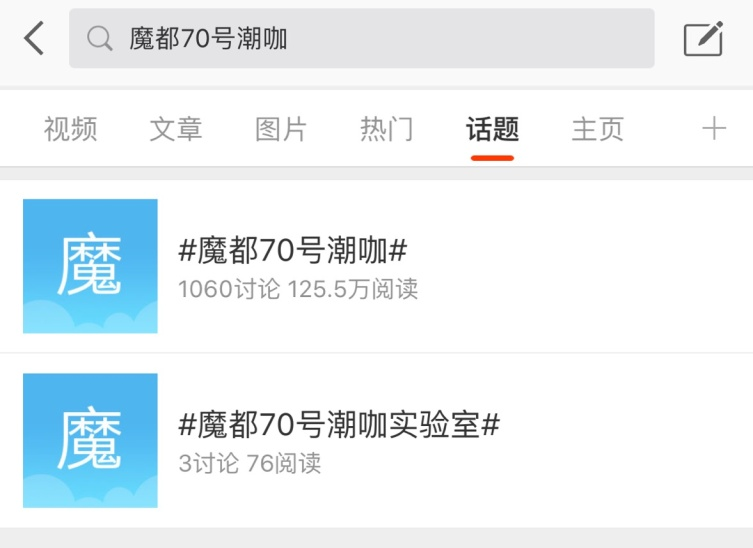 魔都70号潮咖
视频 文章 图片 热门 话题 主页
魔
#魔都70号潮咖#
1060讨论 125.5万阅读
魔
#魔都70号潮咖实验室#
3讨论 76阅读